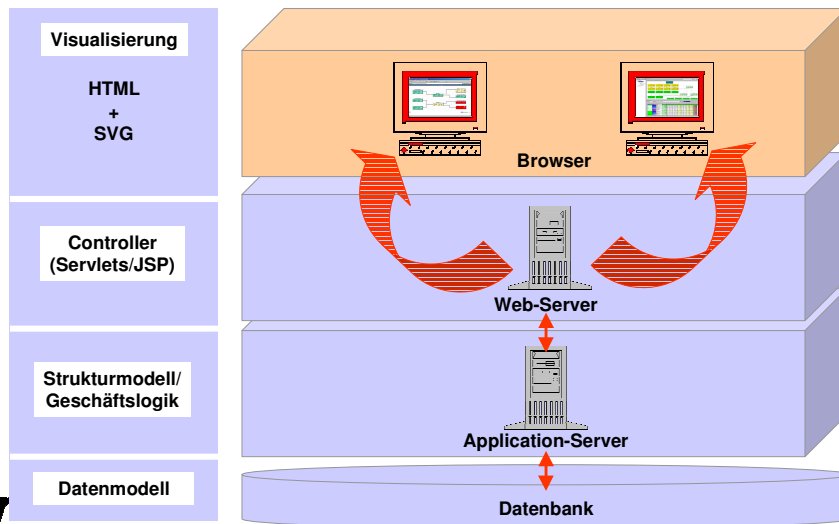 Visualisierung
HTML
+
SVG
Browser
Controller
(Servlets/JSP)
Web-Server
Strukturmodell/
Geschäftslogik
Application-Server
Datenmodell
Datenbank